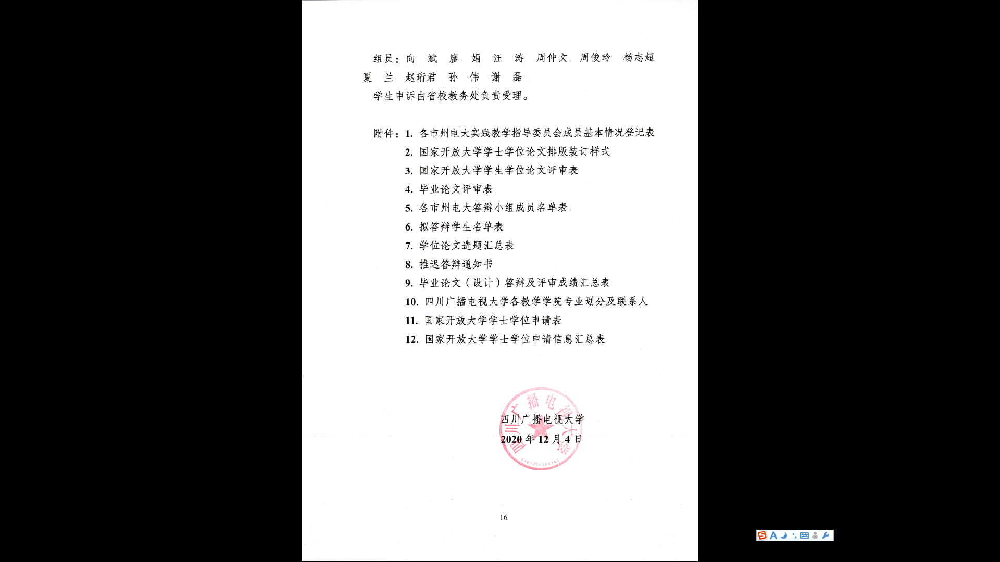 组员：向　斌　廖　娟　汪　涛　周仲文　周俊玲　杨志超
夏　兰　赵珩君　孙　伟　谢　磊
学生申诉由省校教务处负责受理。
附件：1. 各市州电大实践教学指导委员会成员基本情况登记表
2. 国家开放大学学士学位论文排版装订样式
3. 国家开放大学学生学位论文评审表
4. 毕业论文评审表
5. 各市州电大答辩小组成员名单表
6. 拟答辩学生名单表
7. 学位论文选题汇总表
8. 推迟答辩通知书
9. 毕业论文（设计）答辩及评审成绩汇总表
10. 四川广播电视大学各教学学院专业划分及联系人
11. 国家开放大学学士学位申请表
12. 国家开放大学学士学位申请信息汇总表
四川广播电视大学
四川广播电视大学
2020 年 12 月 4 日
16